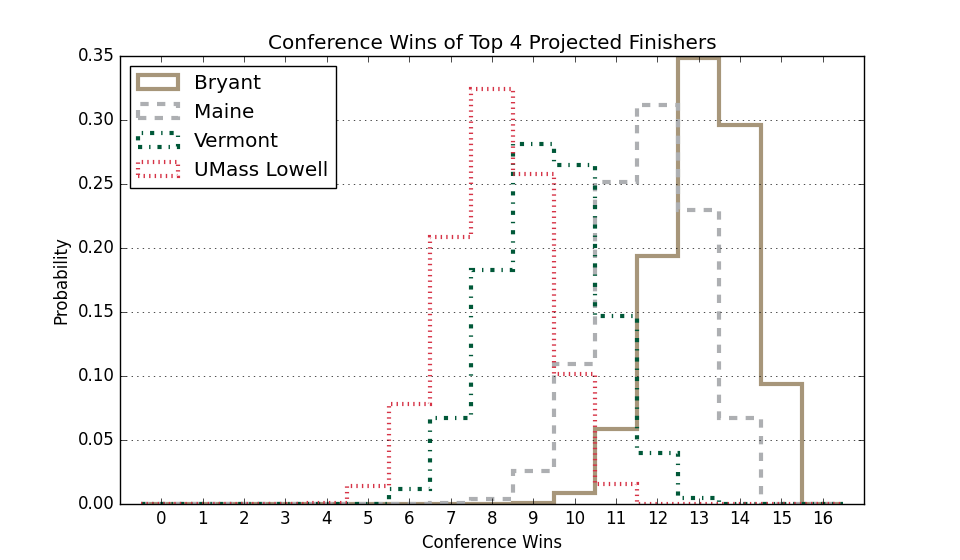 Conference Wins of Top 4 Projected Finishers
Bryant
Maine
Vermont
UMass Lowell
Probability
0.35
0.30
0.25
0.20
0.15
0.10
0.05
0.00
0 1 2 3 4 5 6 7 8 9 10 11 12 13 14 15 16
Conference Wins